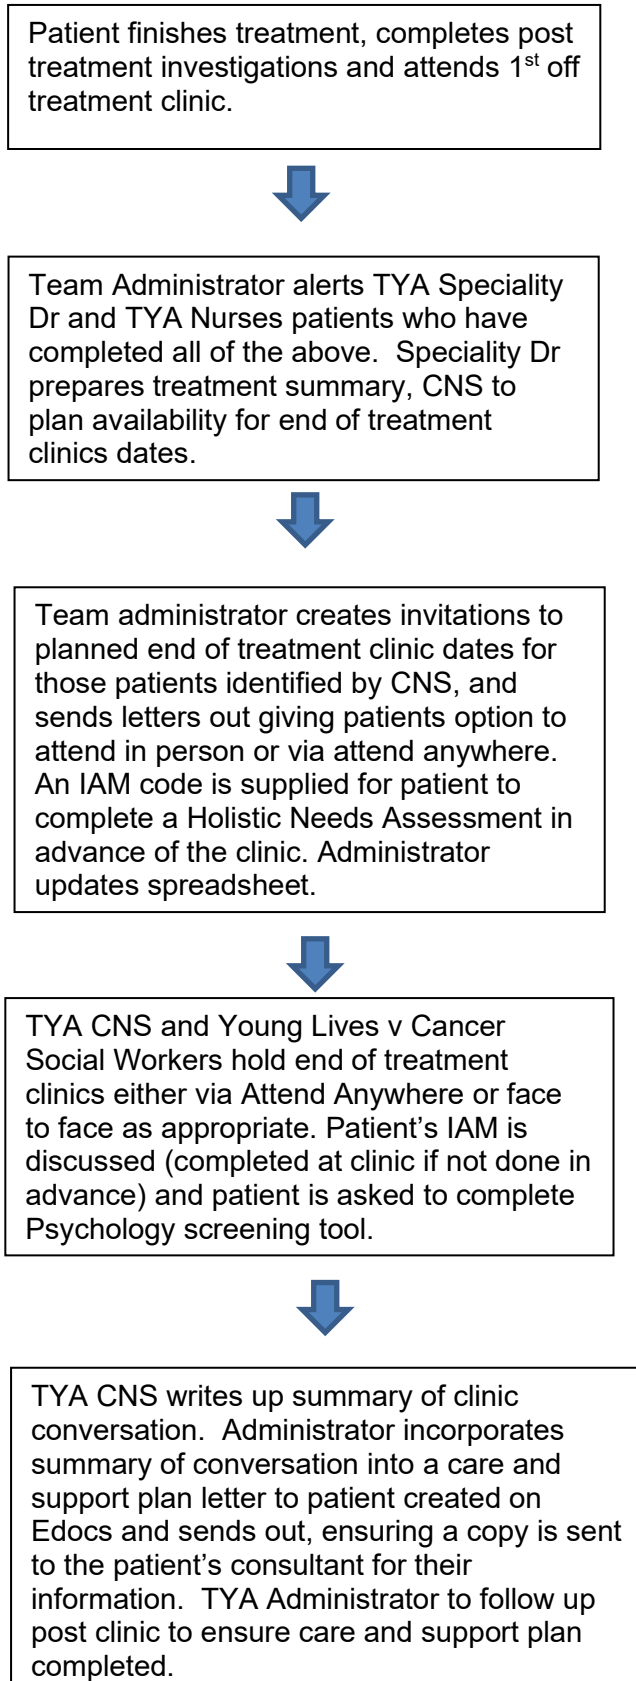 Patient finishes treatment, completes post
treatment investigations and attends 1st off
treatment clinic.
Team Administrator alerts TYA Speciality
Dr and TYA Nurses patients who have
completed all of the above.  Speciality Dr
prepares treatment summary, CNS to
plan availability for end of treatment
clinics dates.
Team administrator creates invitations to
planned end of treatment clinic dates for
those patients identified by CNS, and
sends letters out giving patients option to
attend in person or via attend anywhere.
An IAM code is supplied for patient to
complete a Holistic Needs Assessment in
advance of the clinic. Administrator
updates spreadsheet.
TYA CNS and Young Lives v Cancer
Social Workers hold end of treatment
clinics either via Attend Anywhere or face
to face as appropriate. Patient’s IAM is
discussed (completed at clinic if not done in
advance) and patient is asked to complete
Psychology screening tool.
TYA CNS writes up summary of clinic
conversation.  Administrator incorporates
summary of conversation into a care and
support plan letter to patient created on
Edocs and sends out, ensuring a copy is sent
to the patient’s consultant for their
information.  TYA Administrator to follow up
post clinic to ensure care and support plan
completed.